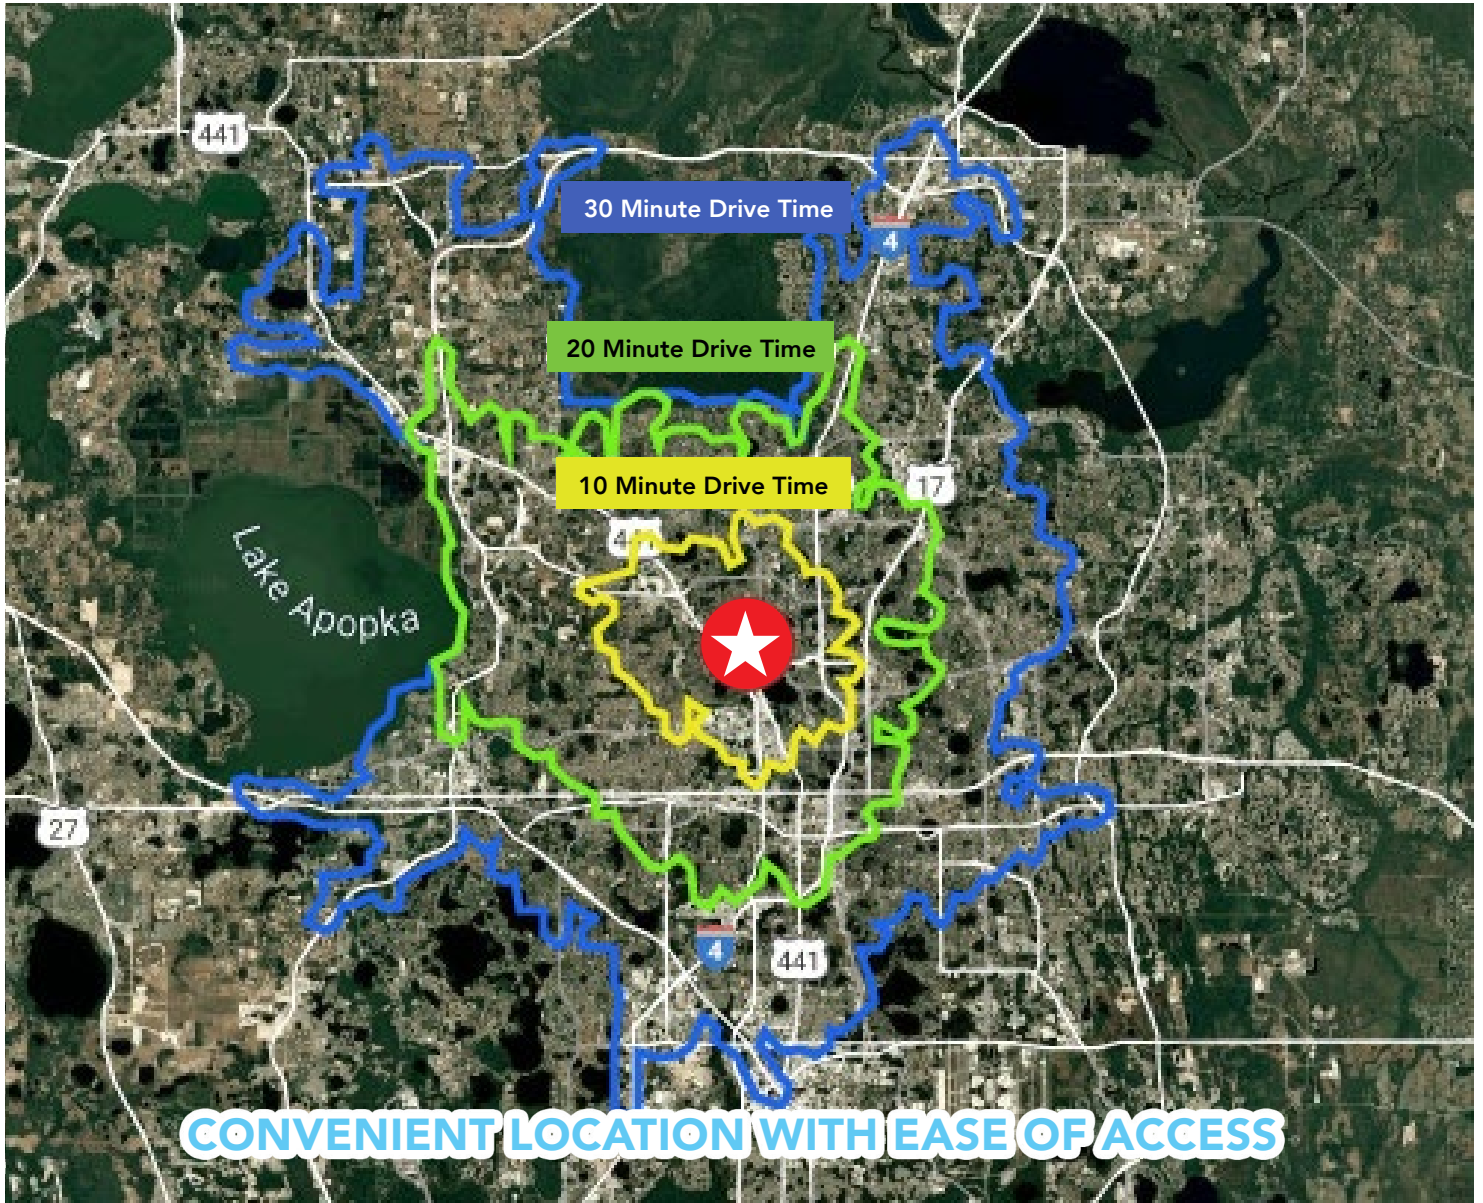 441
30 Minute Drive Time
4
20 Minute Drive Time
10 Minute Drive Time
17
Lake Apopka
27
4
441
CONVENIENT LOCATION WITH EASE OF ACCESS